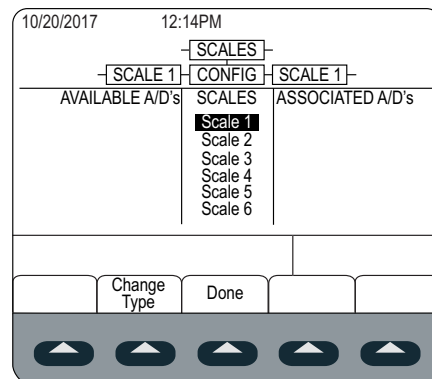 10/20/2017 12:14PM
SCALES
SCALE 1 CONFIG SCALE 1
AVAILABLE A/D's SCALES ASSOCIATED A/D's
Scale 1
Scale 2
Scale 3
Scale 4
Scale 5
Scale 6
Change
Type
Done